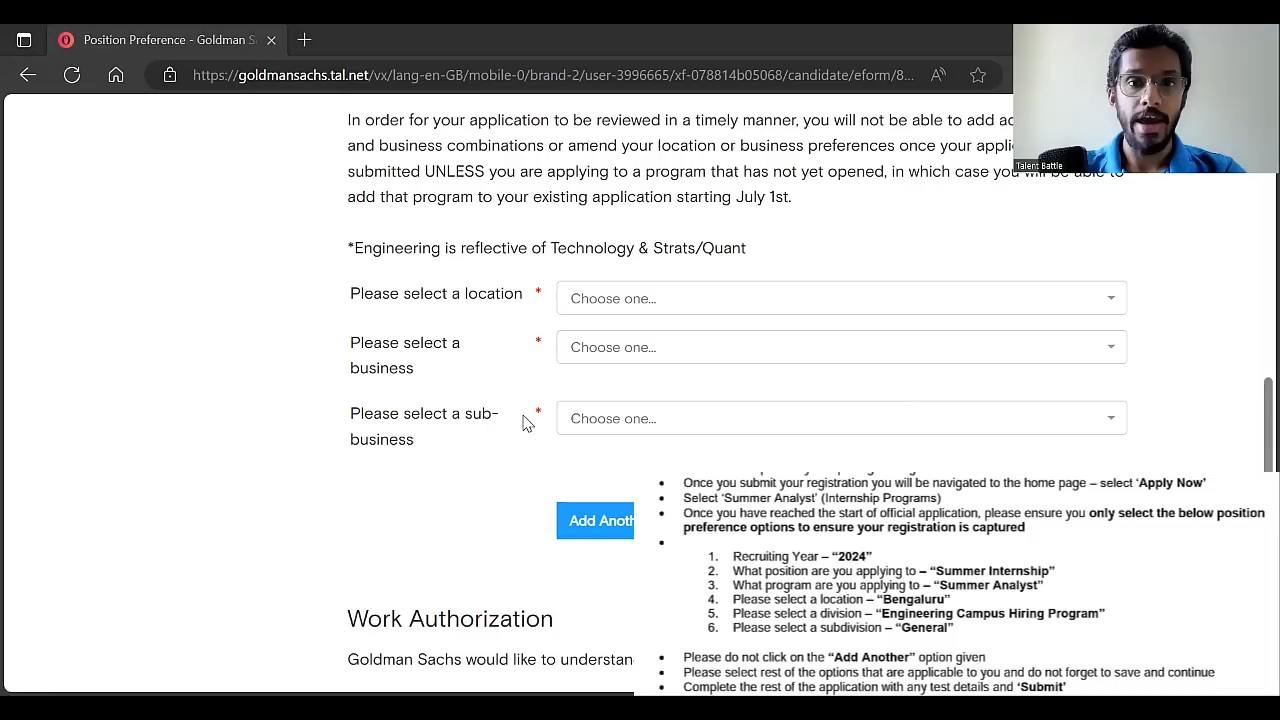 Position Preference - Goldman S
https://goldmansachs.tal.net/vx/lang-en-GB/mobile-0/brand-2/user-3996665/xf-078814b05068/candidate/eform/8...
In order for your application to be reviewed in a timely manner, you will not be able to add
and business combinations or amend your location or business preferences once your
submitted UNLESS you are applying to a program that has not yet opened, in which case you will be able to
add that program to your existing application starting July 1st.
Talent Battle
*Engineering is reflective of Technology & Strats/Quant
Please select a location * Choose one...
Please select a business * Choose one...
Please select a sub-business * Choose one...
Add Anoth
Work Authorization
Goldman Sachs would like to understan
• Once you submit your registration you will be navigated to the home page – select ‘Apply Now’
• Select ‘Summer Analyst’ (Internship Programs)
• Once you have reached the start of official application, please ensure you only select the below position
preference options to ensure your registration is captured
•
1. Recruiting Year – “2024”
2. What position are you applying to – “Summer Internship”
3. What program are you applying to – “Summer Analyst”
4. Please select a location – “Bengaluru”
5. Please select a division – “Engineering Campus Hiring Program”
6. Please select a subdivision – “General”
• Please do not click on the “Add Another” option given
• Please select rest of the options that are applicable to you and do not forget to save and continue
• Complete the rest of the application with any test details and ‘Submit’